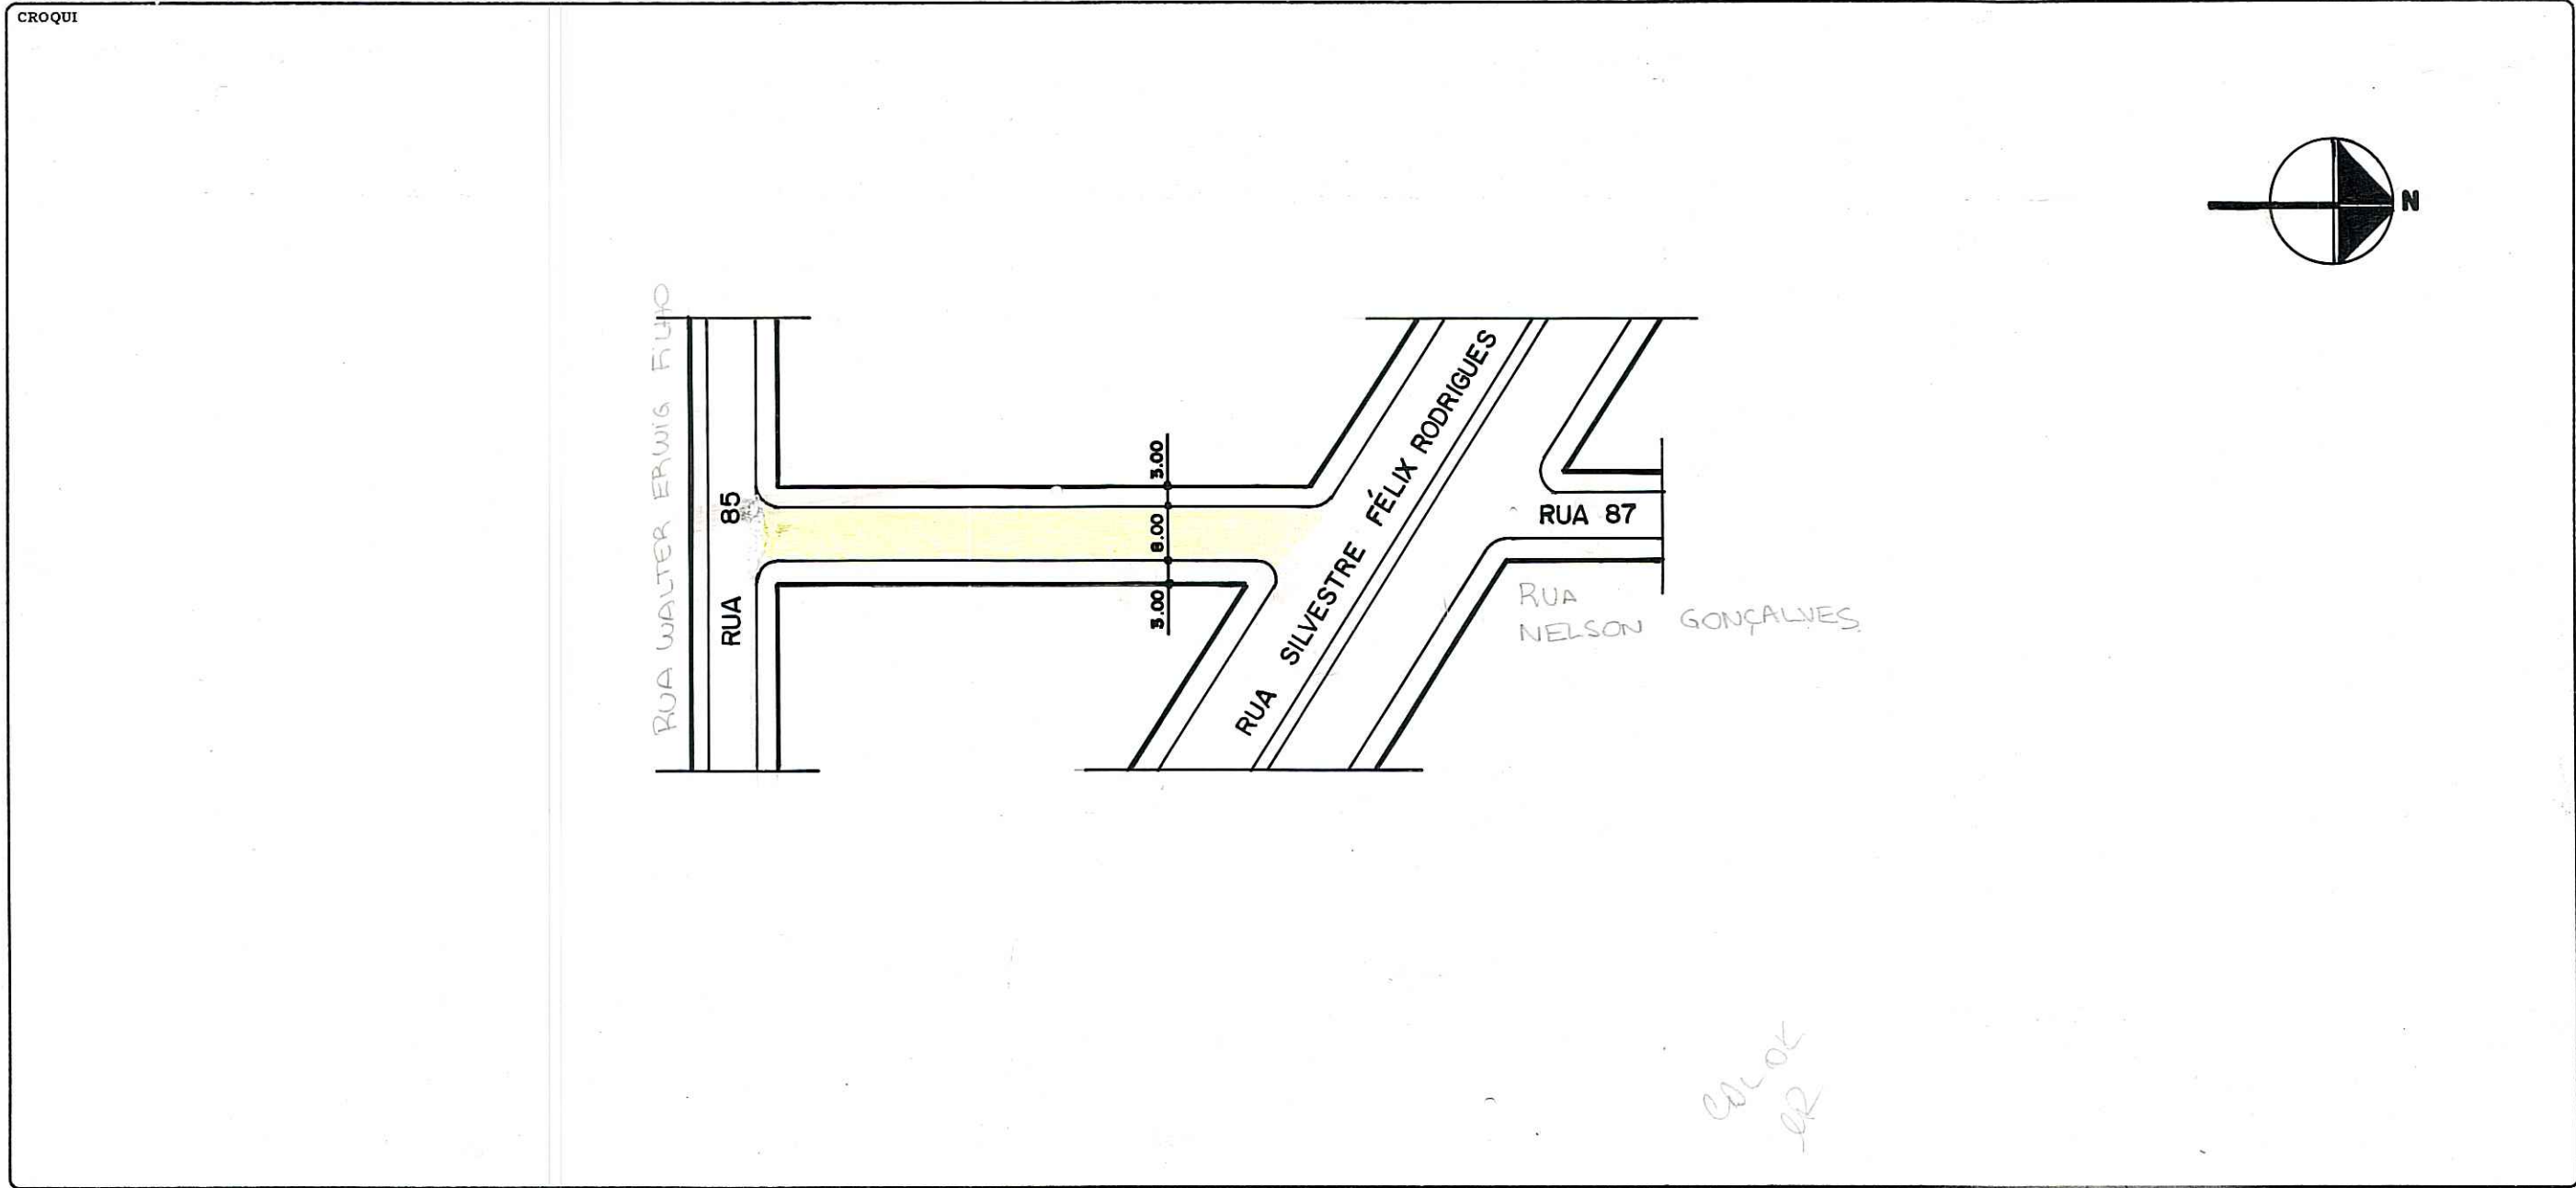 CROQUI
N
RUA WALTER ERWIG FILHO
RUA 85
3.00
8.00
3.00
RUA SILVESTRE FÉLIX RODRIGUES
RUA 87
RUA
NELSON GONÇALVES